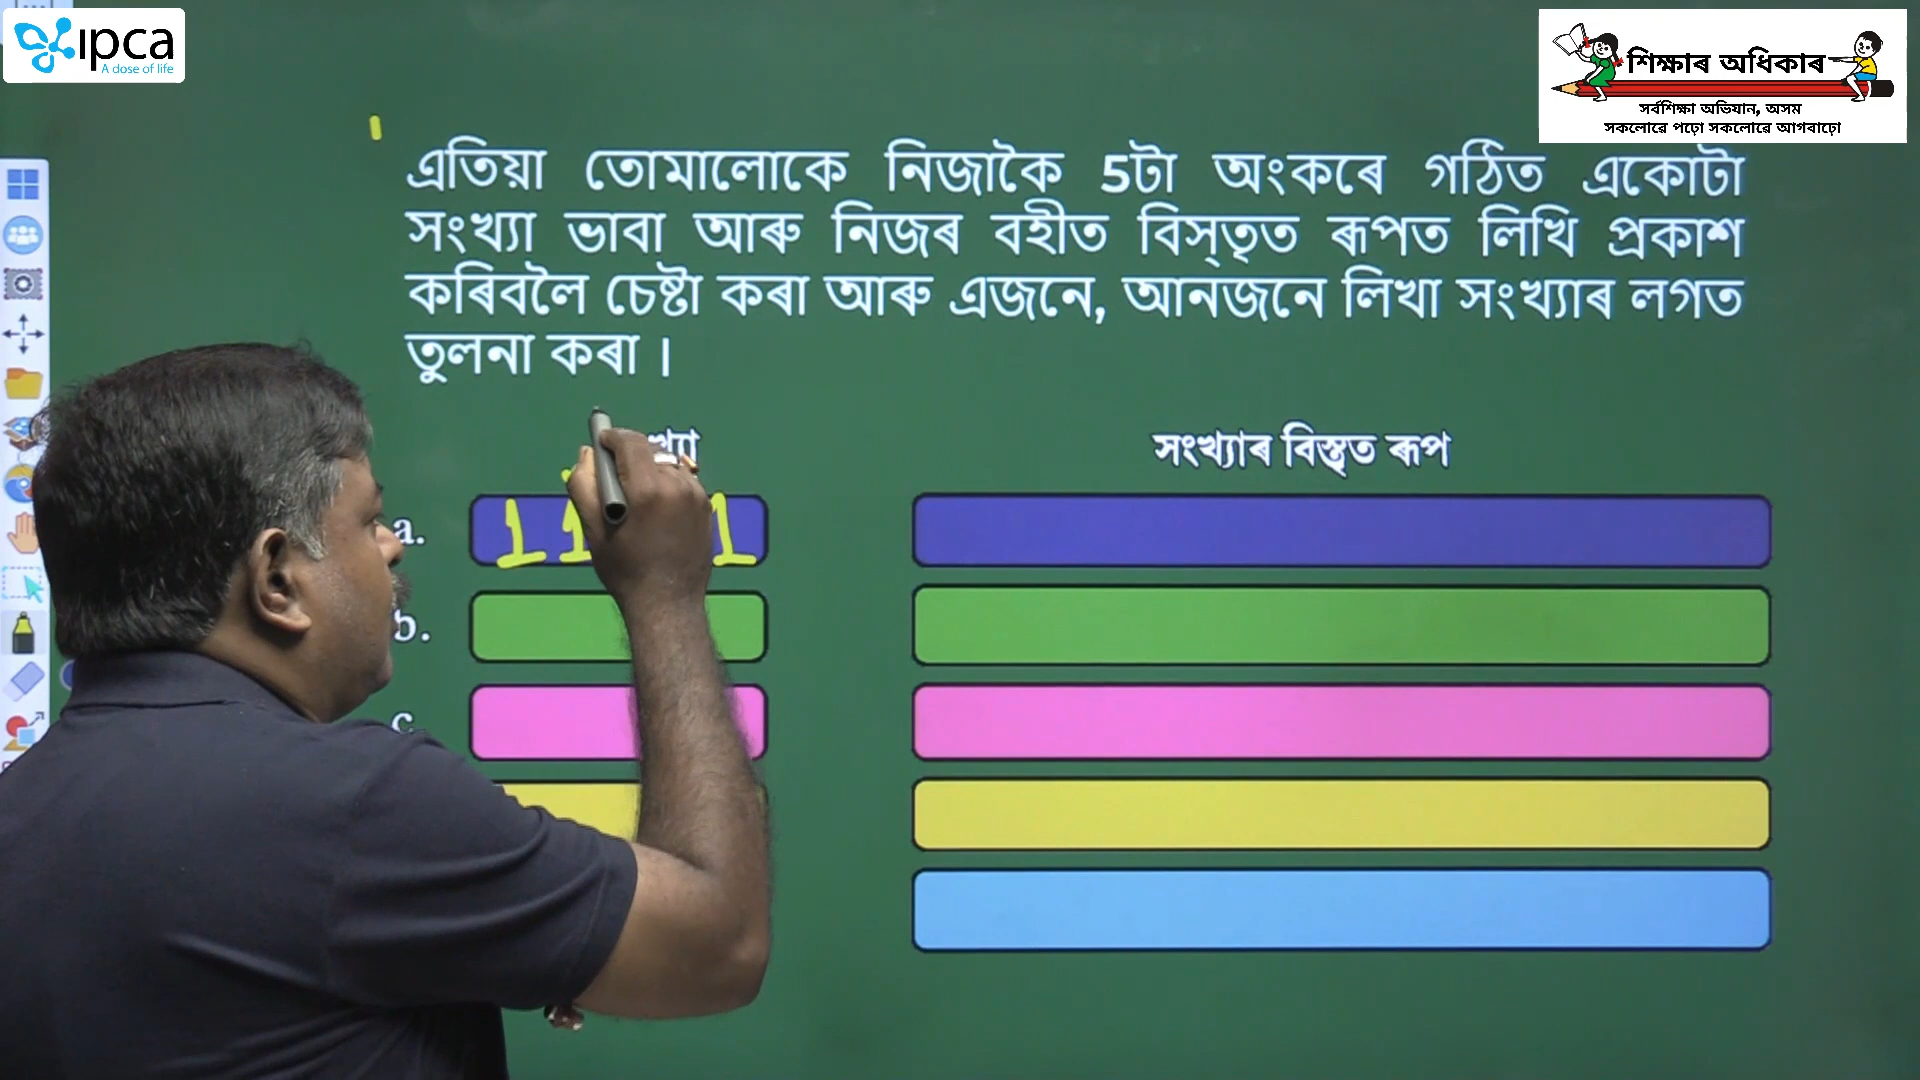 ipca
A dose of life
শিক্ষাৰ অধিকাৰ
সৰ্বশিক্ষা অভিযান, অসম
সকলোৱে পঢ়ো সকলোৱে আগবাঢ়ো
এতিয়া তোমালোকে নিজাকৈ 5টা অংকৰে গঠিত একোটা
সংখ্যা ভাবা আৰু নিজৰ বহীত বিস্তৃত ৰূপত লিখি প্ৰকাশ
কৰিবলৈ চেষ্টা কৰা আৰু এজনে, আনজনে লিখা সংখ্যাৰ লগত
তুলনা কৰা ।
সংখ্যাৰ বিস্তৃত ৰূপ
a.
b.
c.